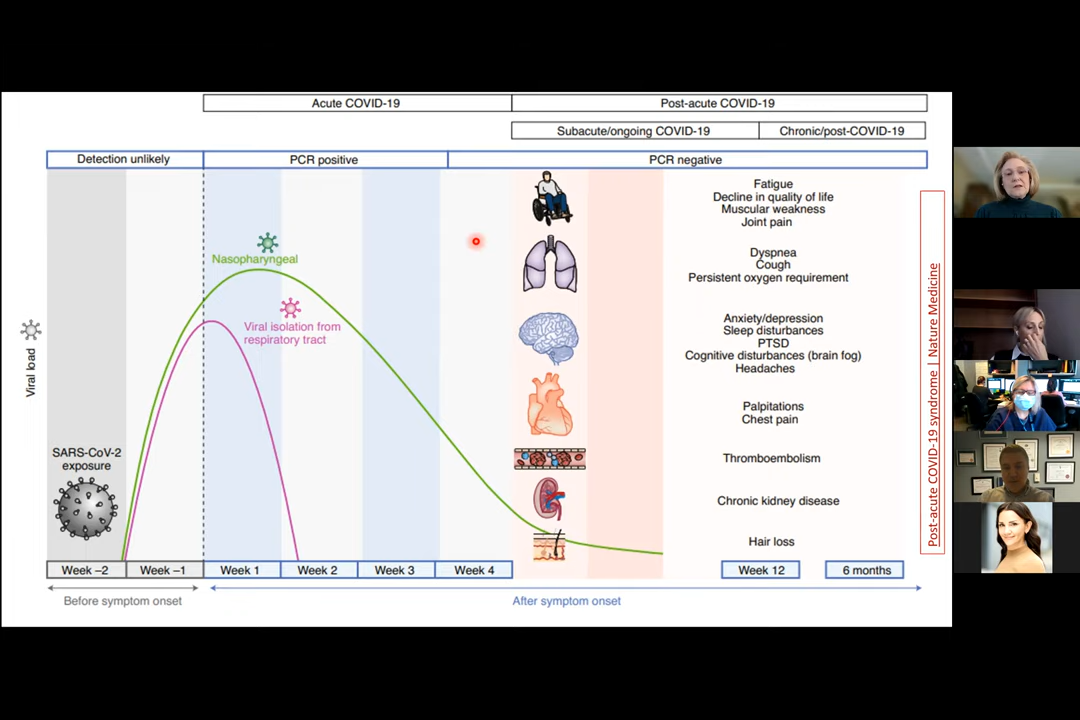 Acute COVID-19
Post-acute COVID-19
Subacute/ongoing COVID-19
Chronic/post-COVID-19
Detection unlikely
PCR positive
PCR negative
Nasopharyngeal
Viral isolation from
respiratory tract
Viral load
SARS-CoV-2
exposure
Fatigue
Decline in quality of life
Muscular weakness
Joint pain
Dyspnea
Cough
Persistent oxygen requirement
Anxiety/depression
Sleep disturbances
PTSD
Cognitive disturbances (brain fog)
Headaches
Palpitations
Chest pain
Thromboembolism
Chronic kidney disease
Hair loss
Week –2
Week –1
Week 1
Week 2
Week 3
Week 4
Week 12
6 months
Before symptom onset
After symptom onset
Post-acute COVID-19 syndrome | Nature Medicine